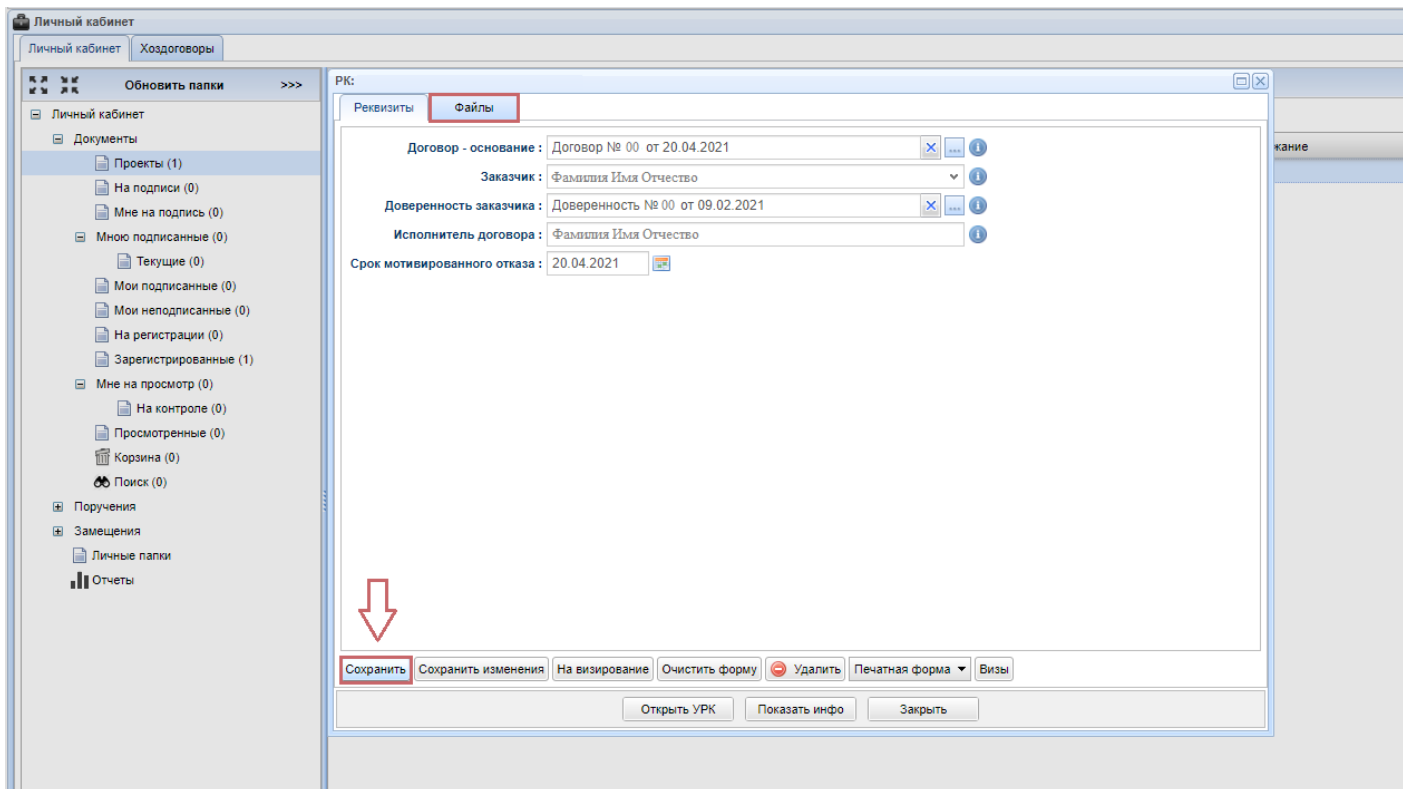 Личный кабинет
Личный кабинет Хоздоговоры
Обновить папки >>>
Личный кабинет
Документы
Проекты (1)
На подписи (0)
Мне на подпись (0)
Мною подписанные (0)
Текущие (0)
Мои подписанные (0)
Мои неподписанные (0)
На регистрации (0)
Зарегистрированные (1)
Мне на просмотр (0)
На контроле (0)
Просмотренные (0)
Корзина (0)
Поиск (0)
Поручения
Замещения
Личные папки
Отчеты
РК:
Реквизиты Файлы
Договор - основание : Договор № 00 от 20.04.2021 ...
Заказчик : Фамилия Имя Отчество
Доверенность заказчика : Доверенность № 00 от 09.02.2021 ...
Исполнитель договора : Фамилия Имя Отчество
Срок мотивированного отказа : 20.04.2021
Сохранить Сохранить изменения На визирование Очистить форму Удалить Печатная форма Визы
Открыть УРК Показать инфо Закрыть
жание